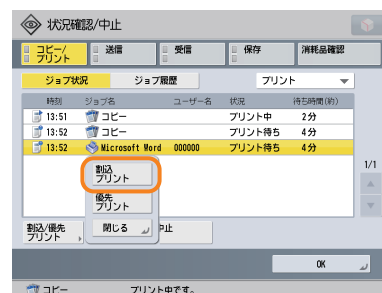 状況確認/中止
コピー/
プリント
送信
受信
保存
消耗品確認
ジョブ状況
ジョブ履歴
プリント
時刻 ジョブ名 ユーザー名 状況 待ち時間(約)
13:51 コピー プリント中 2分
13:52 コピー プリント待ち 4分
13:52 Microsoft Word 000000 プリント待ち 4分
1/1
割込
プリント
優先
プリント
閉じる
割込/優先
プリント
中止
OK
コピー プリント中です。